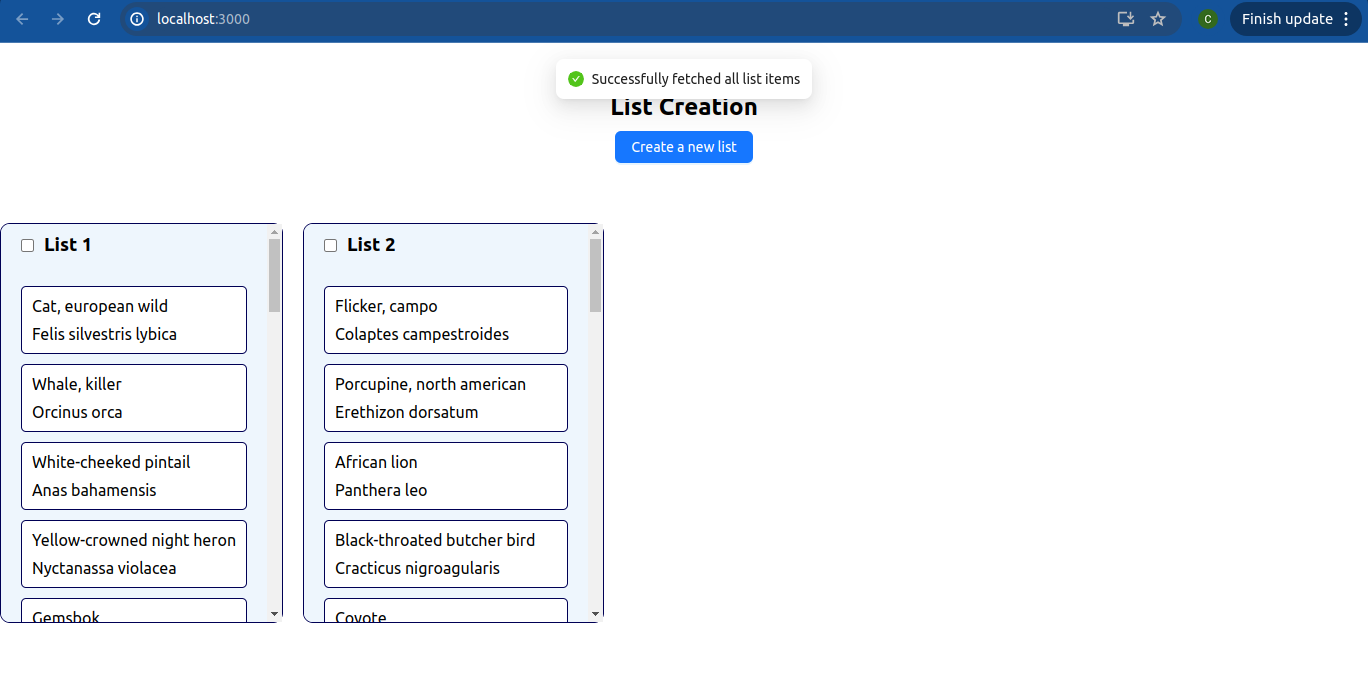 localhost:3000
C
Finish update
Successfully fetched all list items
List Creation
Create a new list
List 1
Cat, european wild
Felis silvestris lybica
Whale, killer
Orcinus orca
White-cheeked pintail
Anas bahamensis
Yellow-crowned night heron
Nyctanassa violacea
Gemsbok
List 2
Flicker, campo
Colaptes campestroides
Porcupine, north american
Erethizon dorsatum
African lion
Panthera leo
Black-throated butcher bird
Cracticus nigroagularis
Coyote